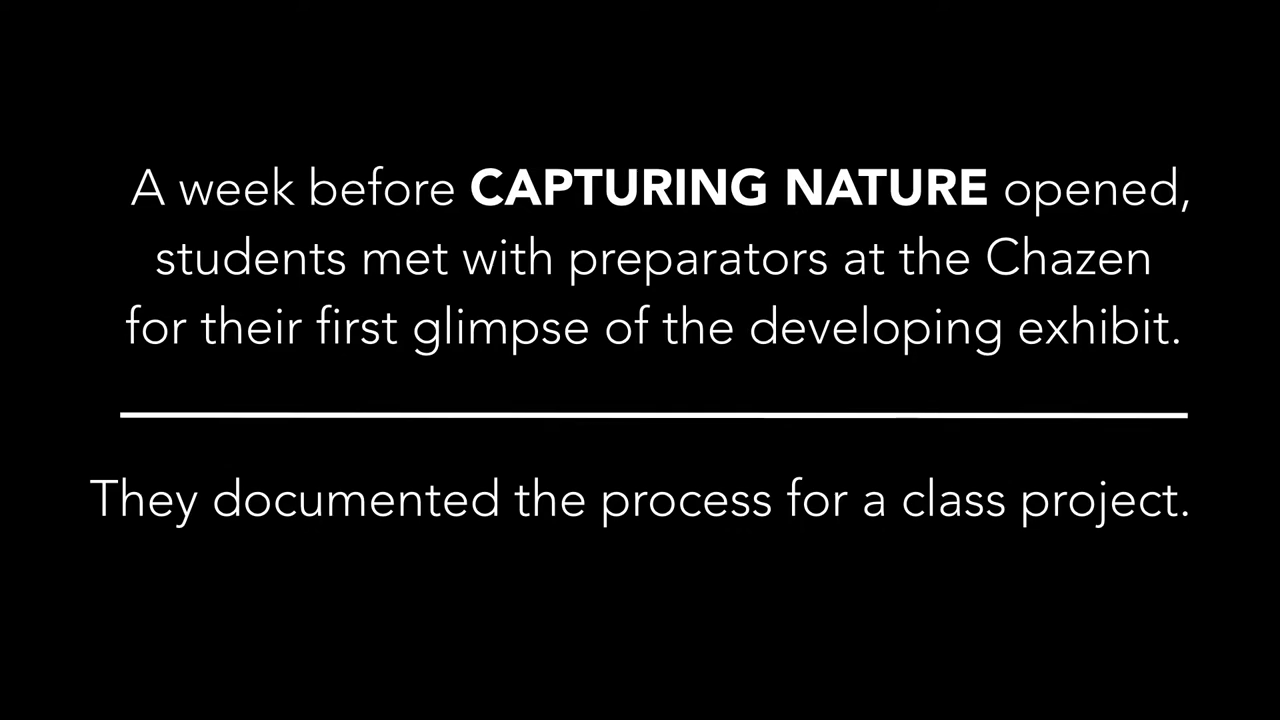 A week before CAPTURING NATURE opened,
students met with preparators at the Chazen
for their first glimpse of the developing exhibit.
They documented the process for a class project.